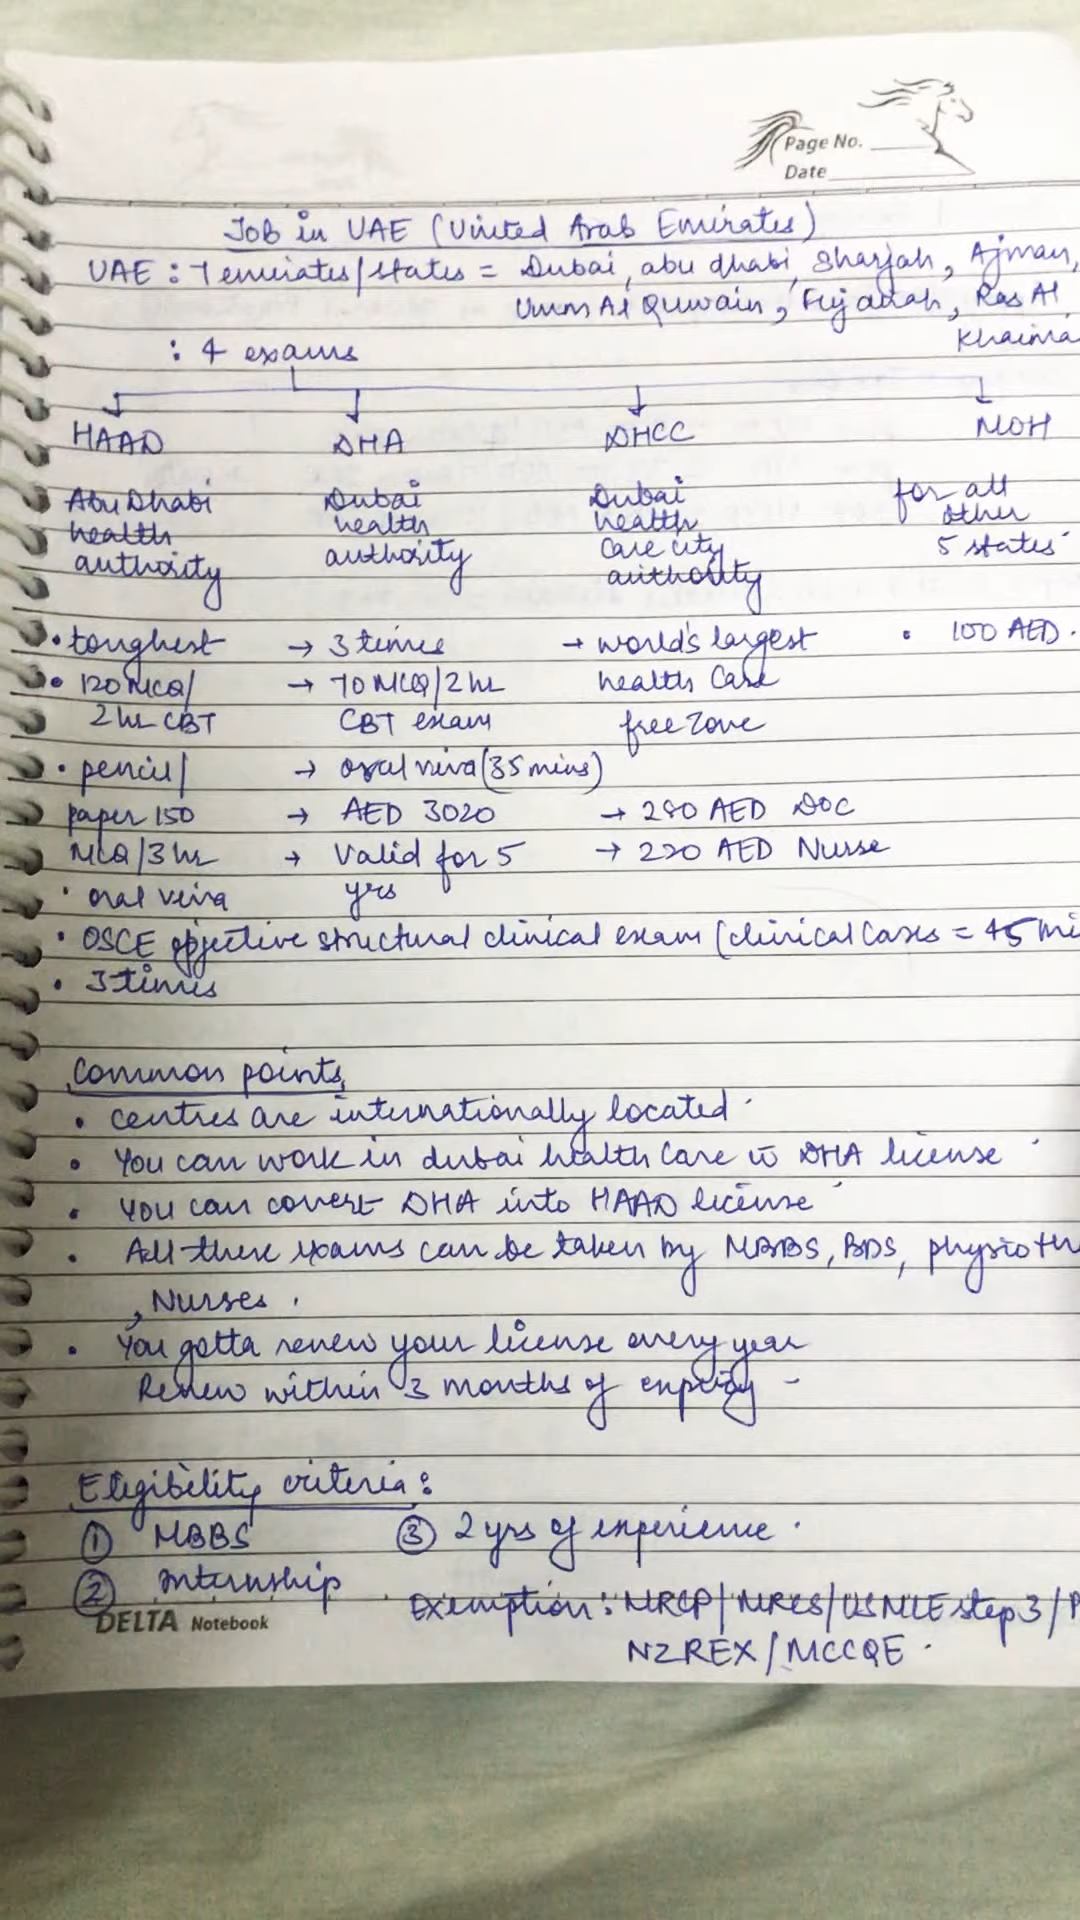 Page No.
Date
Job in UAE (United Arab Emirates)
UAE : 7 emirates/states = Dubai, abu dhabi, Sharjah, Ajman,
Umm Al Quwain, Fujairah, Ras Al
Khaima
: 4 exams
HAAD DHA DHCC MOH
Abu Dhabi Dubai Dubai for all
health health health other
authority authority care city 5 states
authority
• toughest → 3 times → world's largest • 100 AED.
• 120 MCQ/ → 70 MCQ/2 hr health Care
2 hr CBT CBT exam free zone
• pencil/ → oral viva (35 mins)
paper 150 → AED 3020 → 280 AED Doc
MCQ/3 hr → Valid for 5 → 220 AED Nurse
• oral viva yrs
• OSCE objective structural clinical exam (clinical cases = 45 mi
• 3 times
Common points
• centres are internationally located.
• You can work in dubai health care w DHA license
• You can covert DHA into HAAD license
• All these exams can be taken by MBBS, BDS, physioth
, Nurses.
• You gotta renew your license every year
Renew within 3 months of expiry -
Eligibility criteria :
① MBBS ③ 2 yrs of experience.
② Internship
Exemption : MRCP/MRCS/USMLE step 3/P
NZREX/MCCQE.
DELTA Notebook